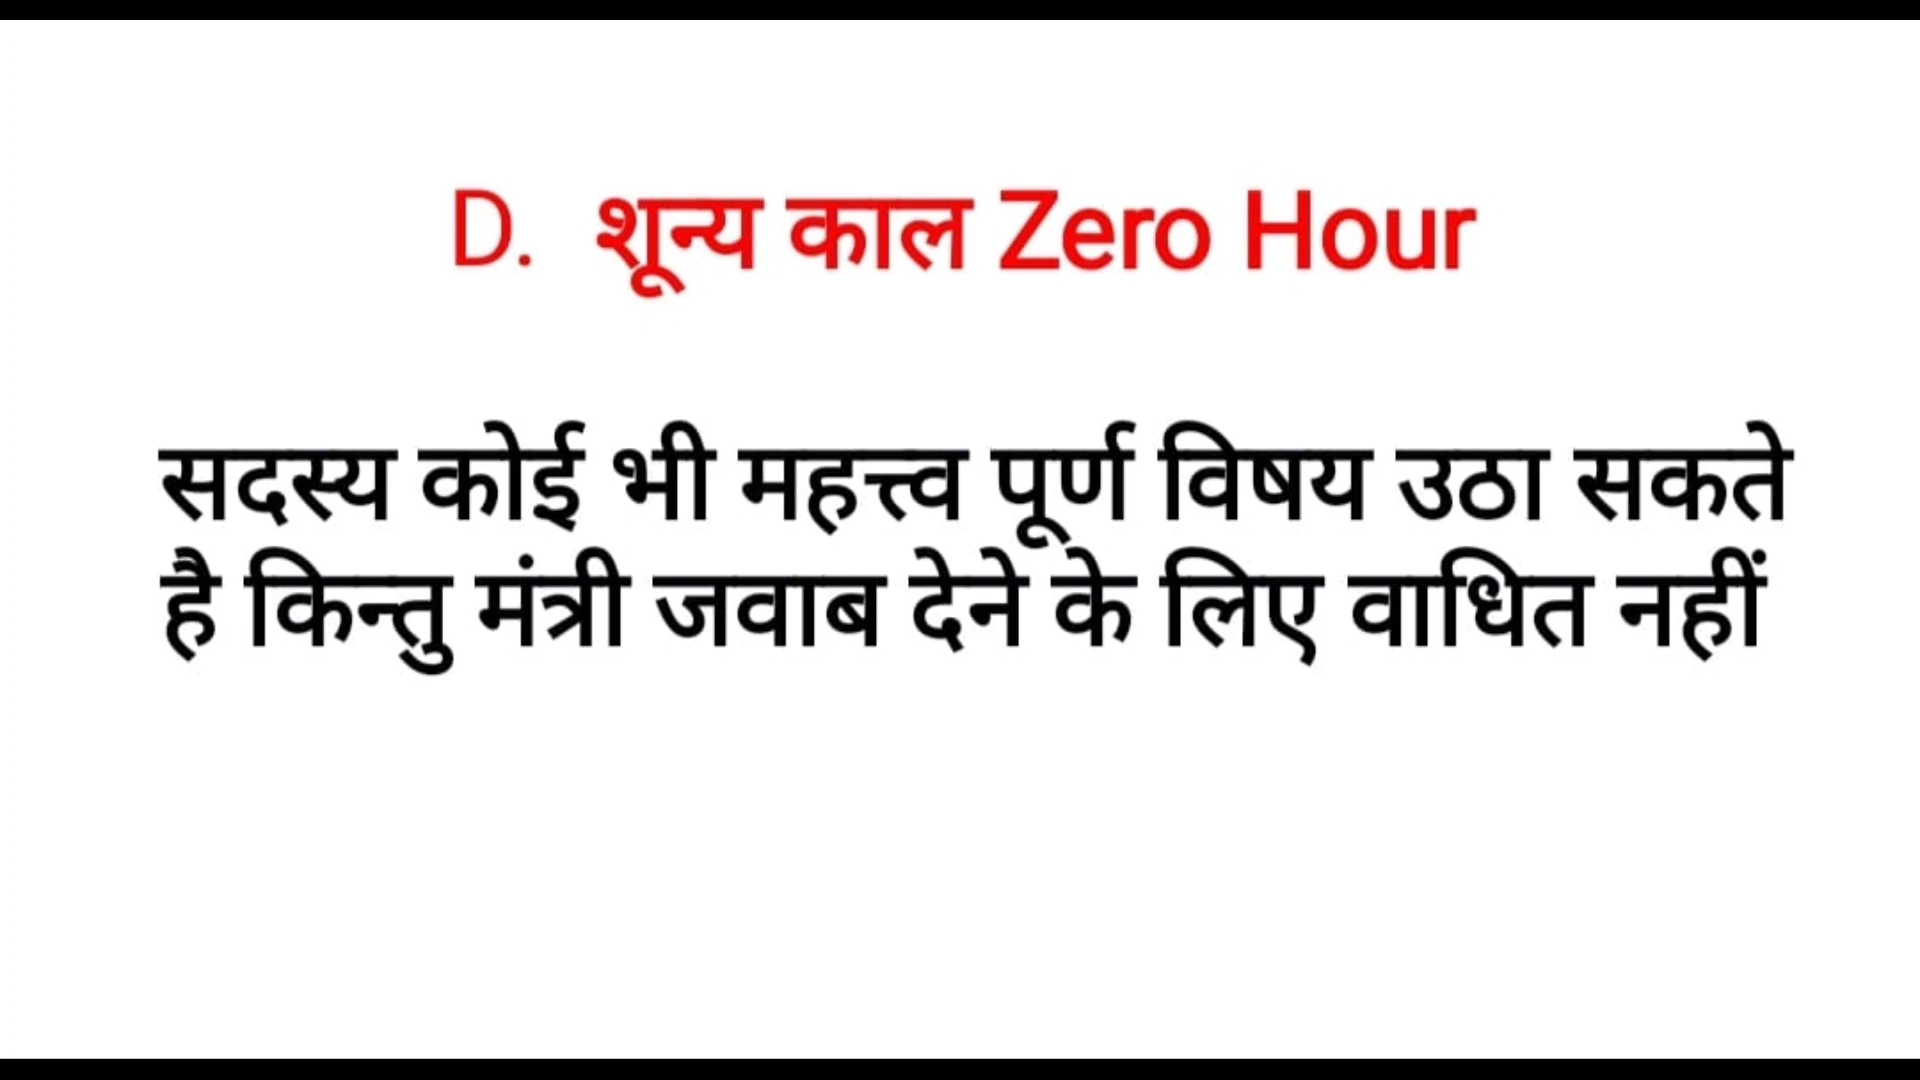 D. शून्य काल Zero Hour
सदस्य कोई भी महत्त्व पूर्ण विषय उठा सकते
है किन्तु मंत्री जवाब देने के लिए वाधित नहीं